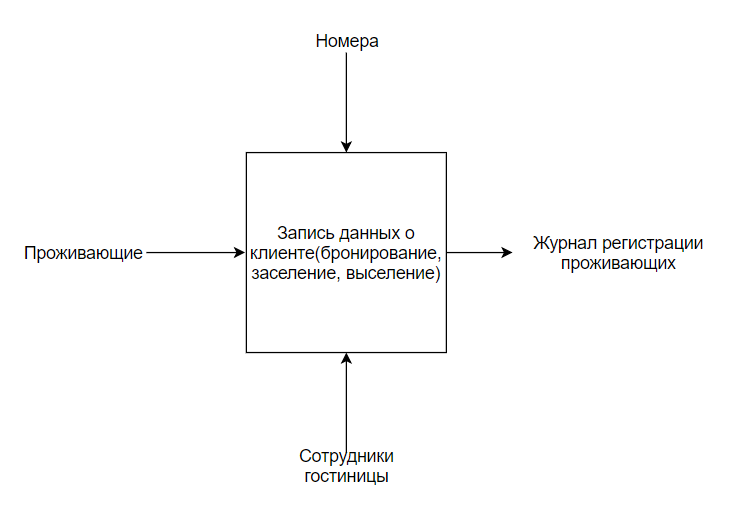 Номера
Запись данных о
клиенте(бронирование,
заселение, выселение)
Проживающие
Журнал регистрации
проживающих
Сотрудники
гостиницы